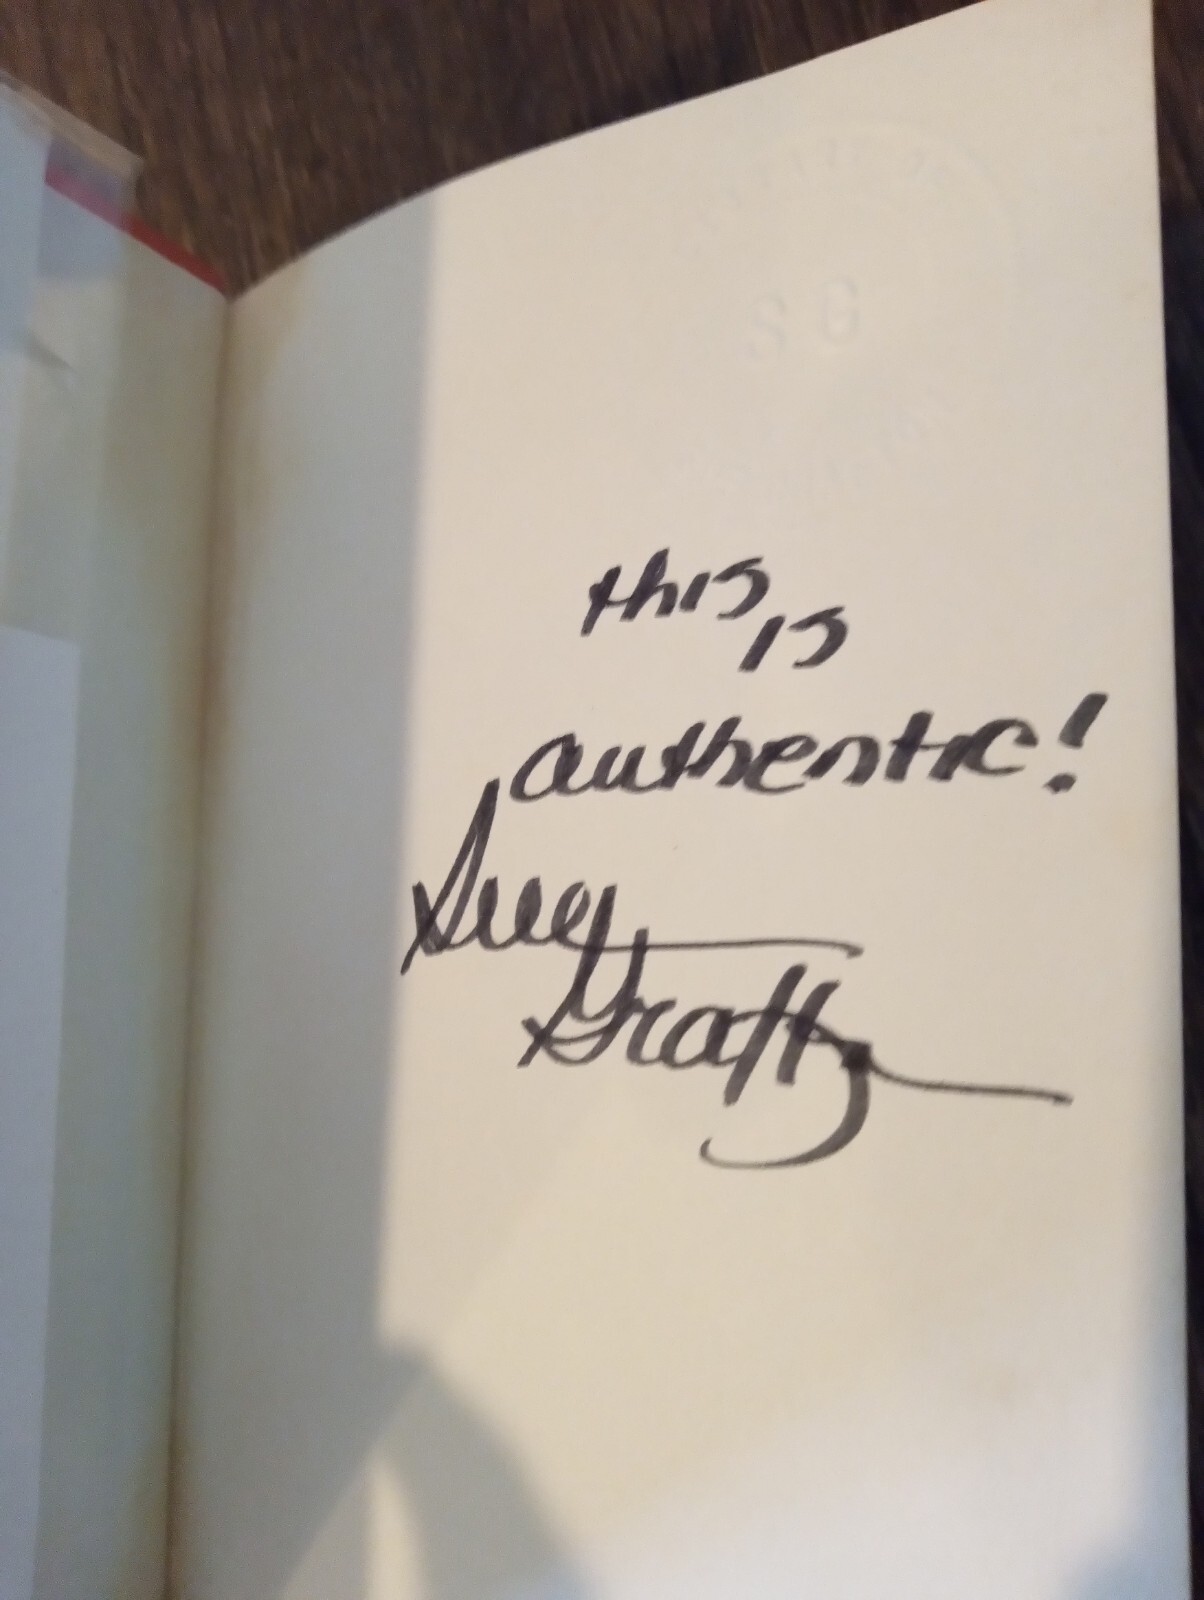 S G
this is
authentic!
Sue
Grafton